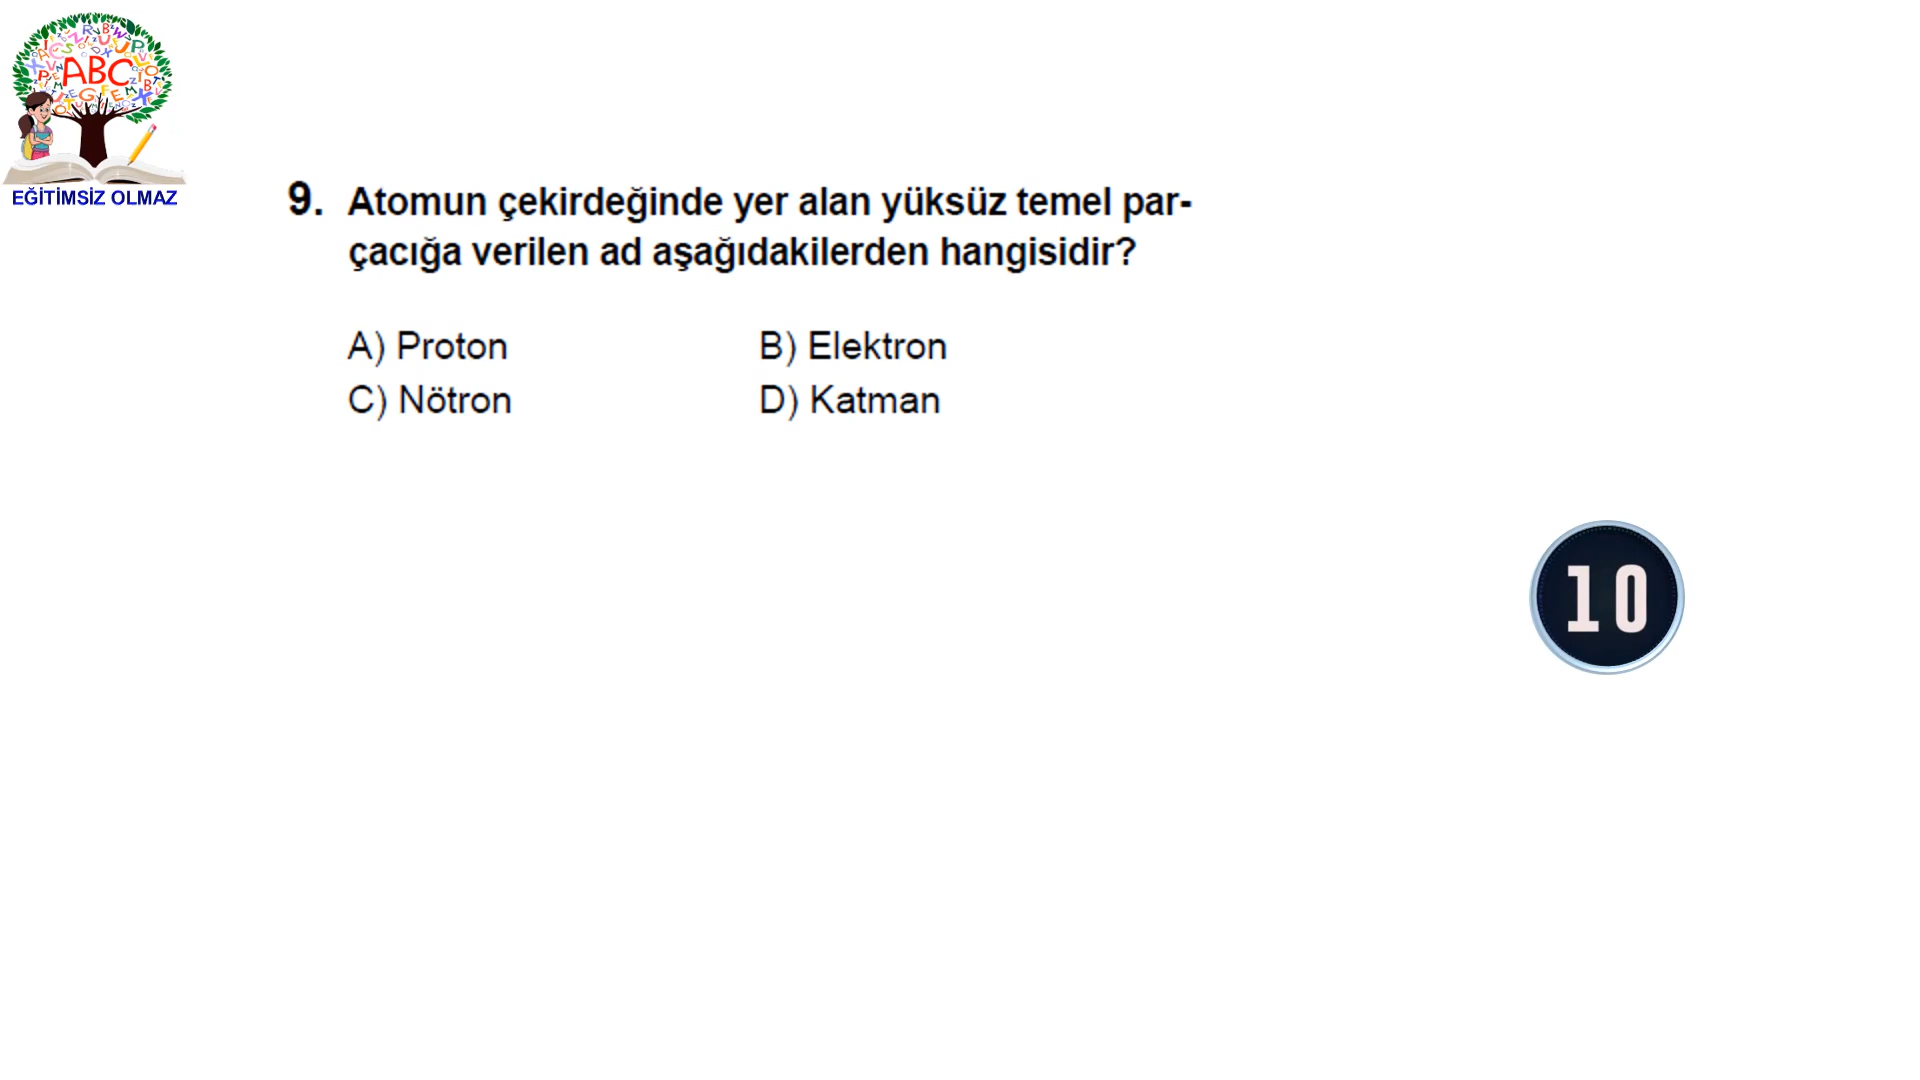 ABC
EĞİTİMSİZ OLMAZ
9. Atomun çekirdeğinde yer alan yüksüz temel par-
çacığa verilen ad aşağıdakilerden hangisidir?
A) Proton B) Elektron
C) Nötron D) Katman
10